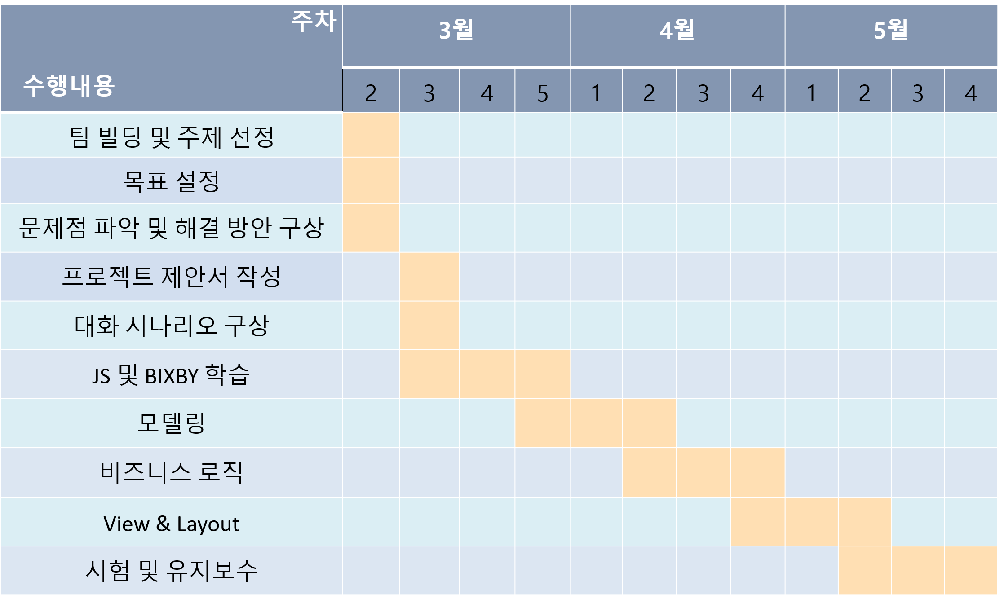 주차
3월 4월 5월
수행내용
2 3 4 5 1 2 3 4 1 2 3 4
팀 빌딩 및 주제 선정
목표 설정
문제점 파악 및 해결 방안 구상
프로젝트 제안서 작성
대화 시나리오 구상
JS 및 BIXBY 학습
모델링
비즈니스 로직
View & Layout
시험 및 유지보수